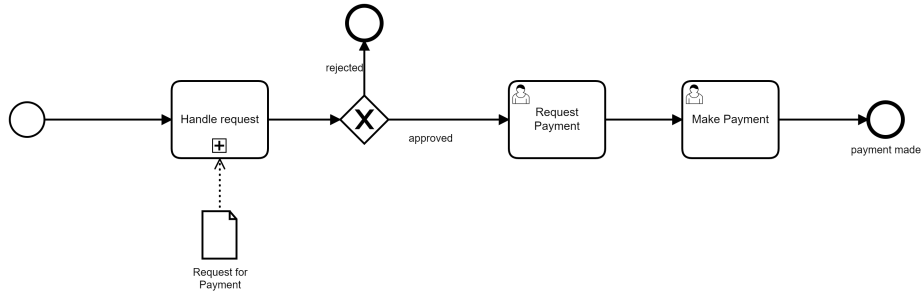 rejected
Handle request
approved
Request
Payment
Make Payment
payment made
Request for
Payment